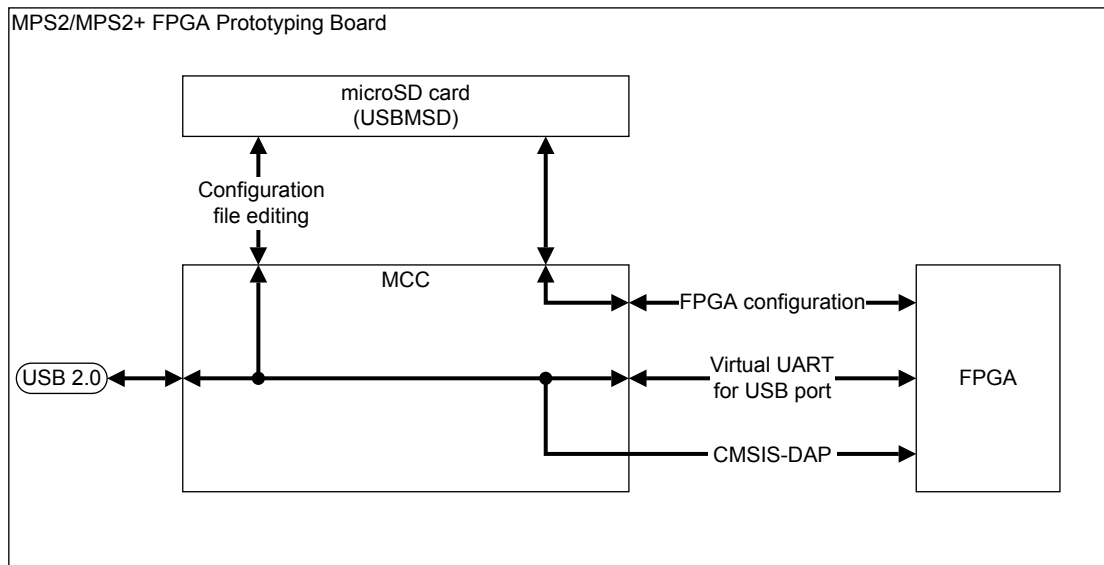 MPS2/MPS2+ FPGA Prototyping Board
microSD card
(USBMSD)
Configuration
file editing
MCC
FPGA configuration
USB 2.0
Virtual UART
for USB port
FPGA
CMSIS-DAP